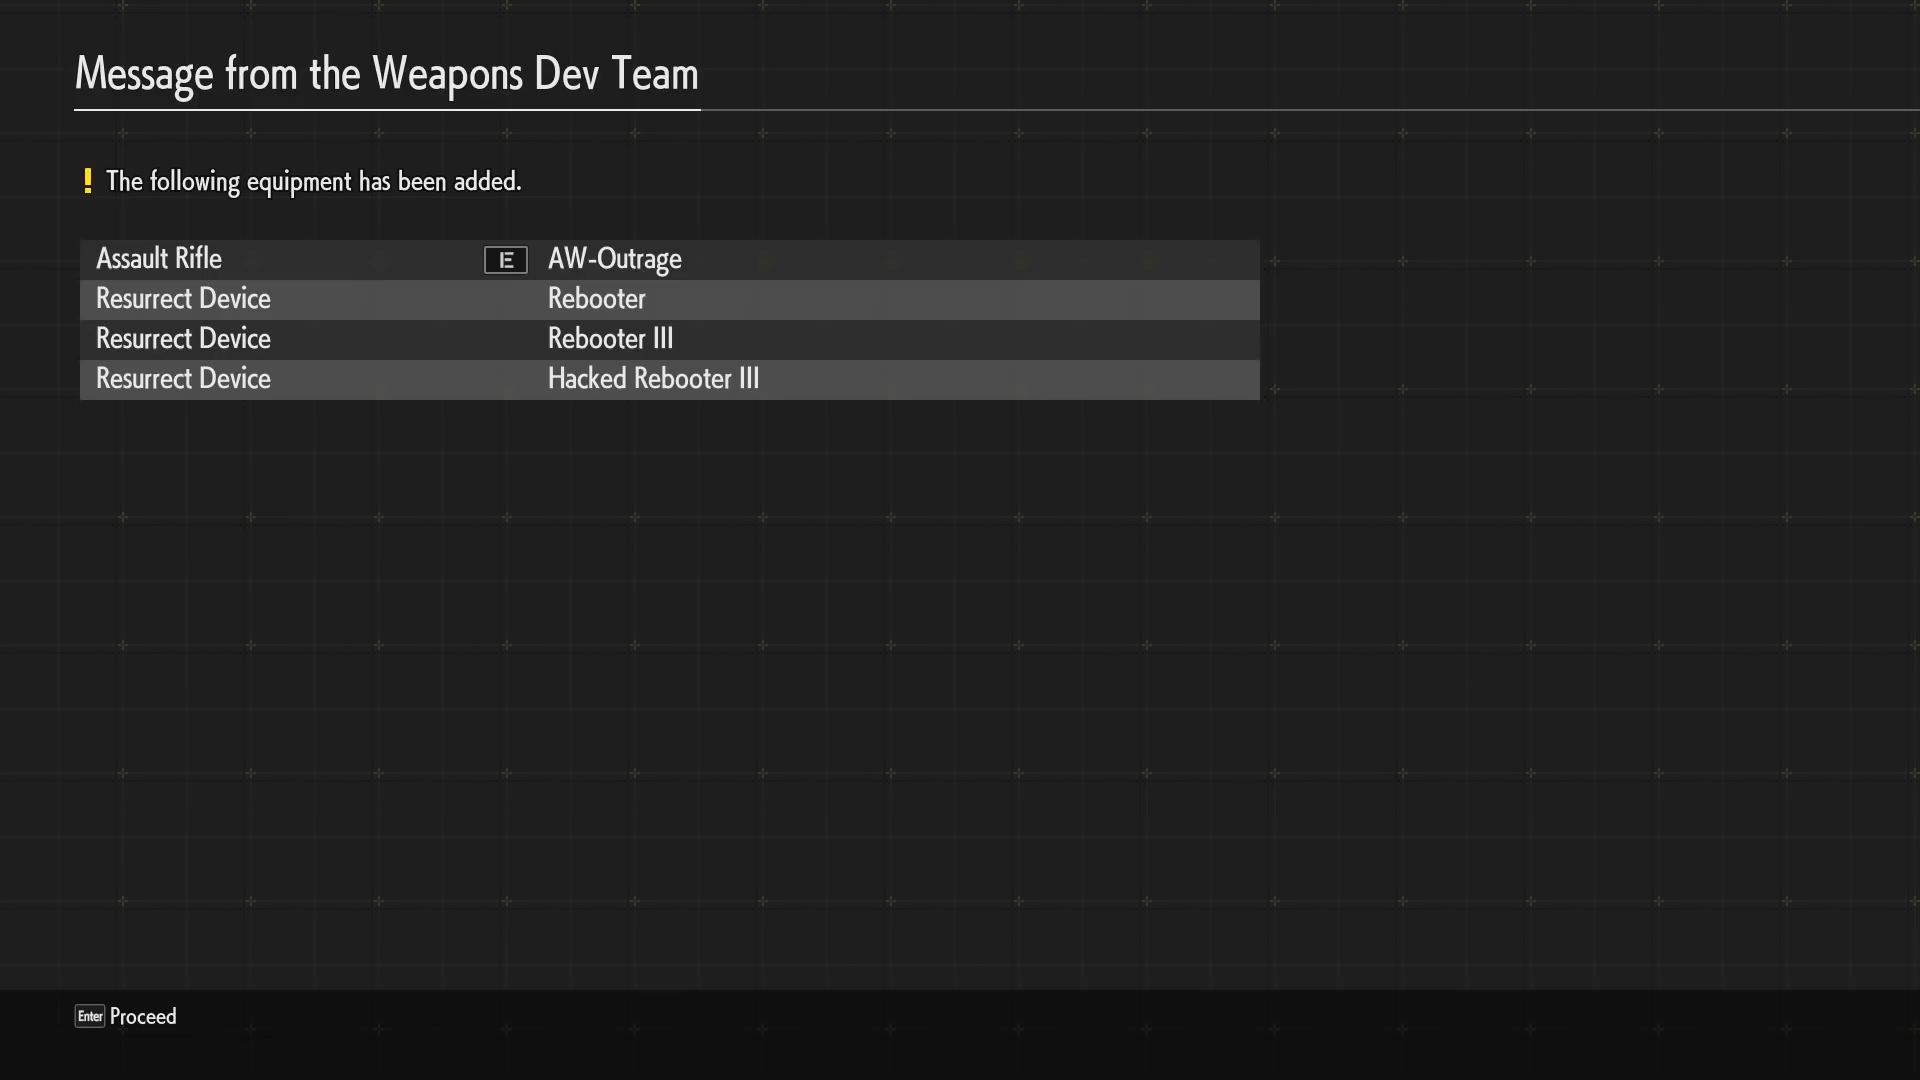 Message from the Weapons Dev Team
! The following equipment has been added.
Assault Rifle E AW-Outrage
Resurrect Device Rebooter
Resurrect Device Rebooter III
Resurrect Device Hacked Rebooter III
Enter Proceed